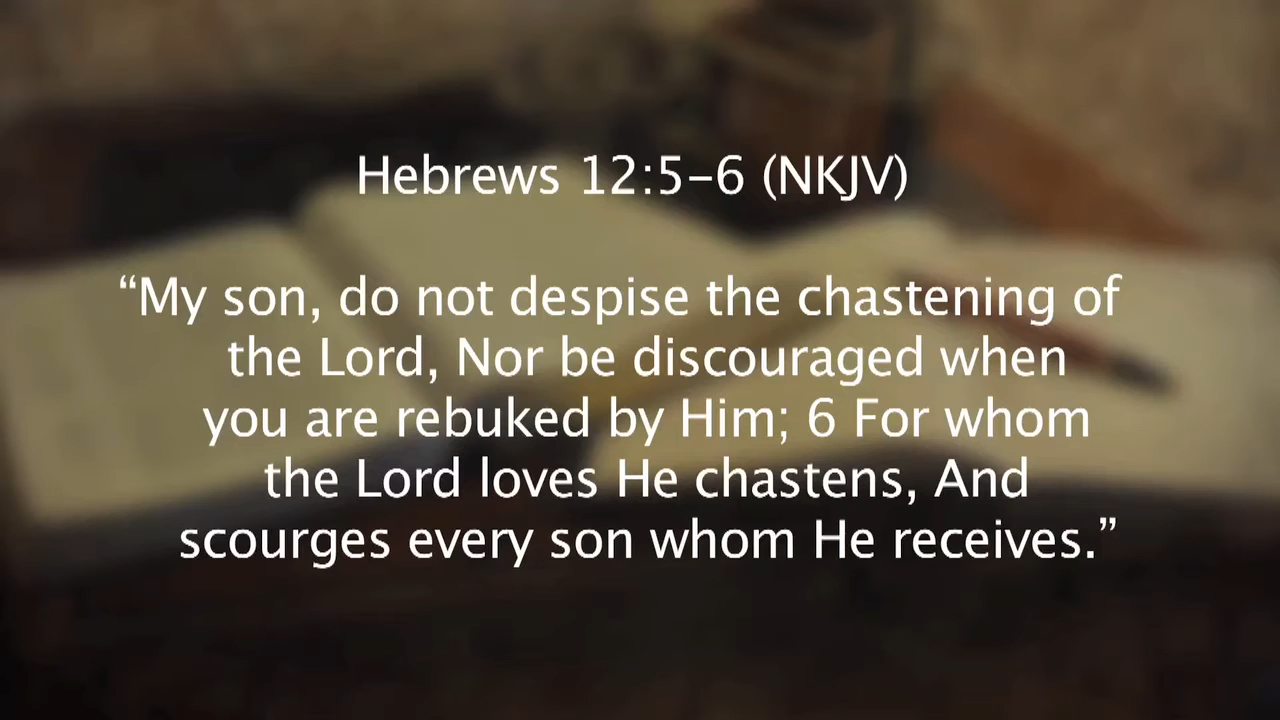 Hebrews 12:5–6 (NKJV)
“My son, do not despise the chastening of
the Lord, Nor be discouraged when
you are rebuked by Him; 6 For whom
the Lord loves He chastens, And
scourges every son whom He receives.”